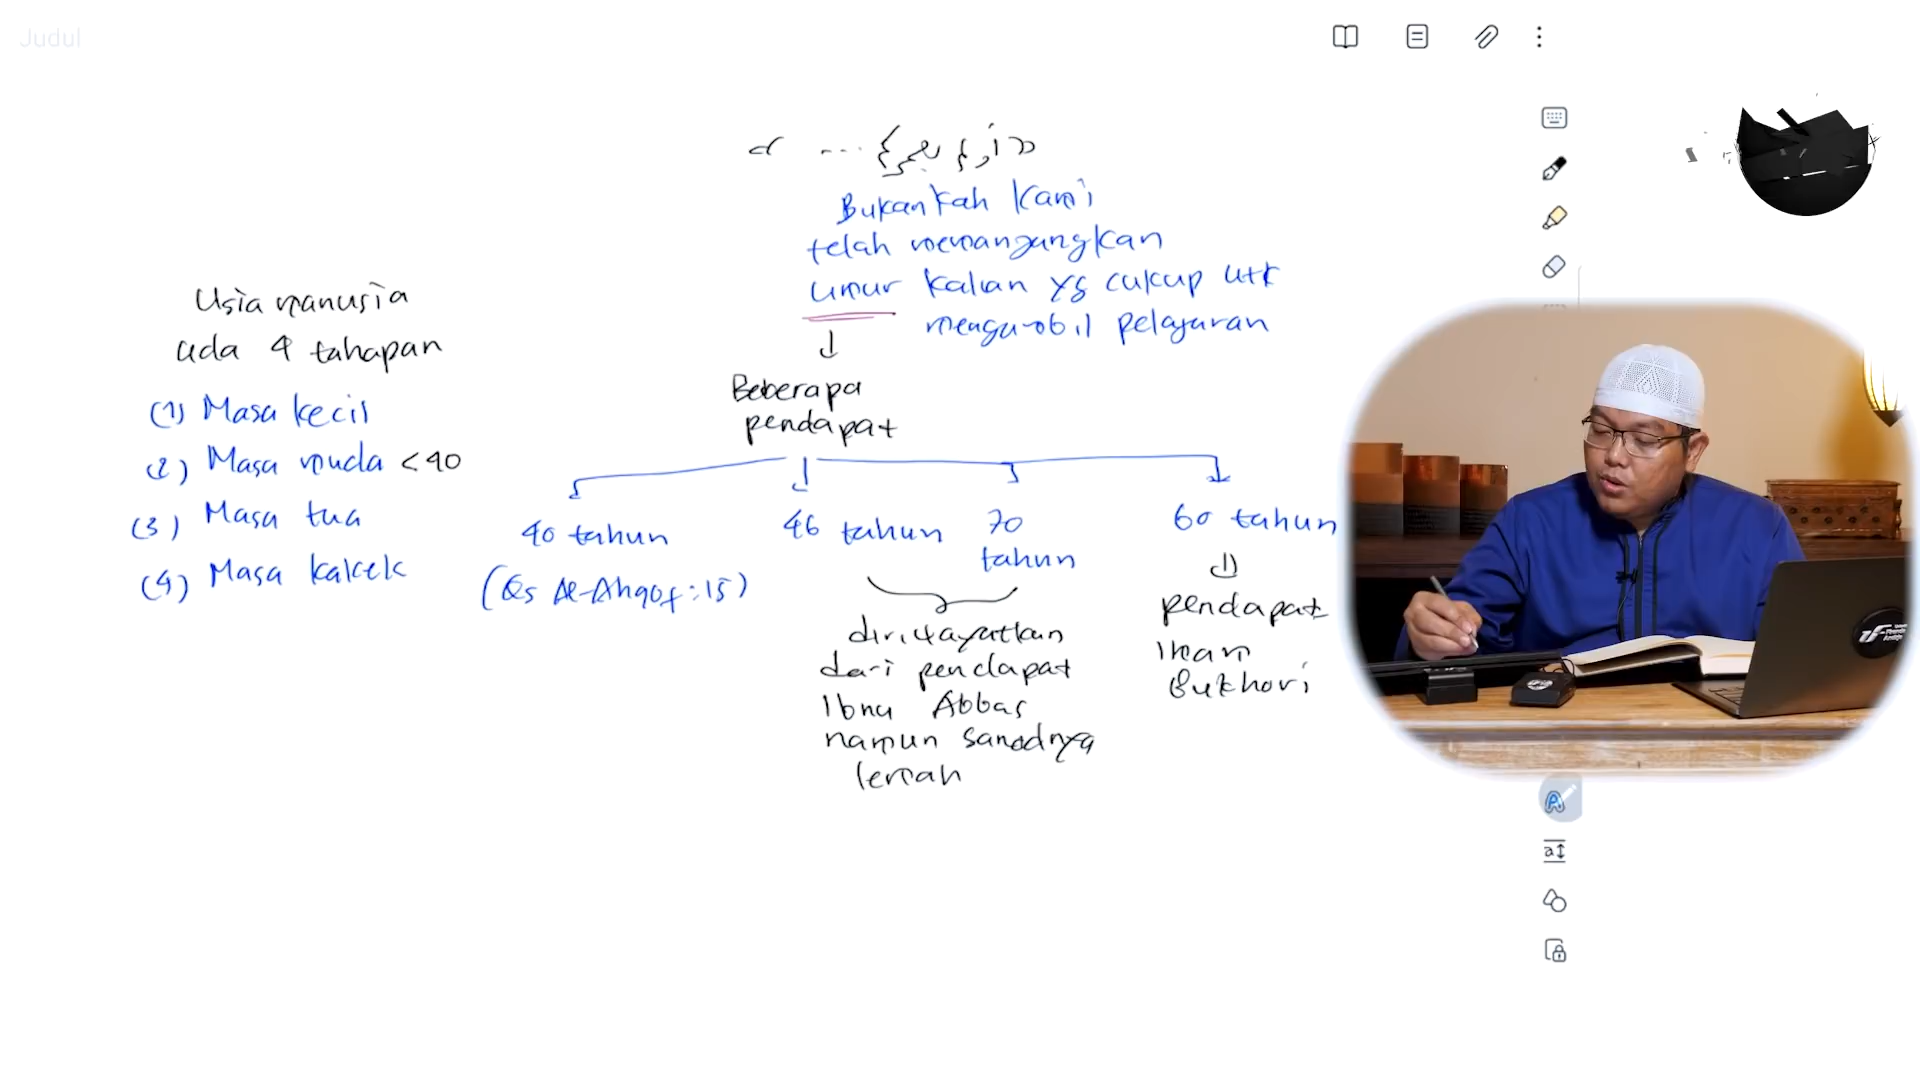 Judul
Bukankah Kami
telah memanjangkan
umur kalian yg cukup utk
mengambil pelajaran
Usia manusia
ada 4 tahapan
(1) Masa kecil
(2) Masa muda <40
(3) Masa tua
(4) Masa kakek
Beberapa
pendapat
40 tahun
(Qs Al-Ahqof : 15)
46 tahun
70
tahun
diriwayatkan
dari pendapat
Ibnu Abbas
namun sanadnya
lemah
60 tahun
pendapat
Imam
Bukhori